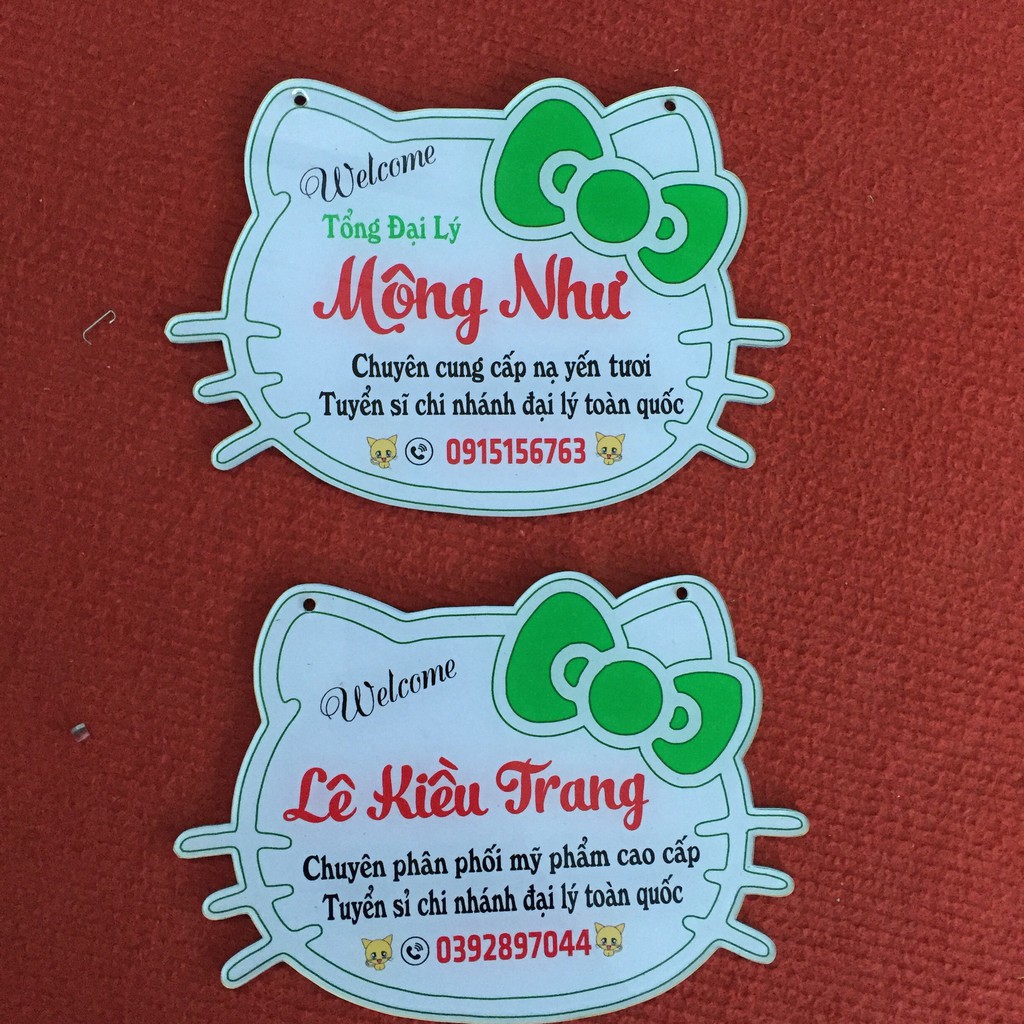 Welcome
Tổng Đại Lý
Mộng Như
Chuyên cung cấp nạ yến tươi
Tuyển sĩ chi nhánh đại lý toàn quốc
0915156763
Welcome
Lê Kiều Trang
Chuyên phân phối mỹ phẩm cao cấp
Tuyển sỉ chi nhánh đại lý toàn quốc
0392897044